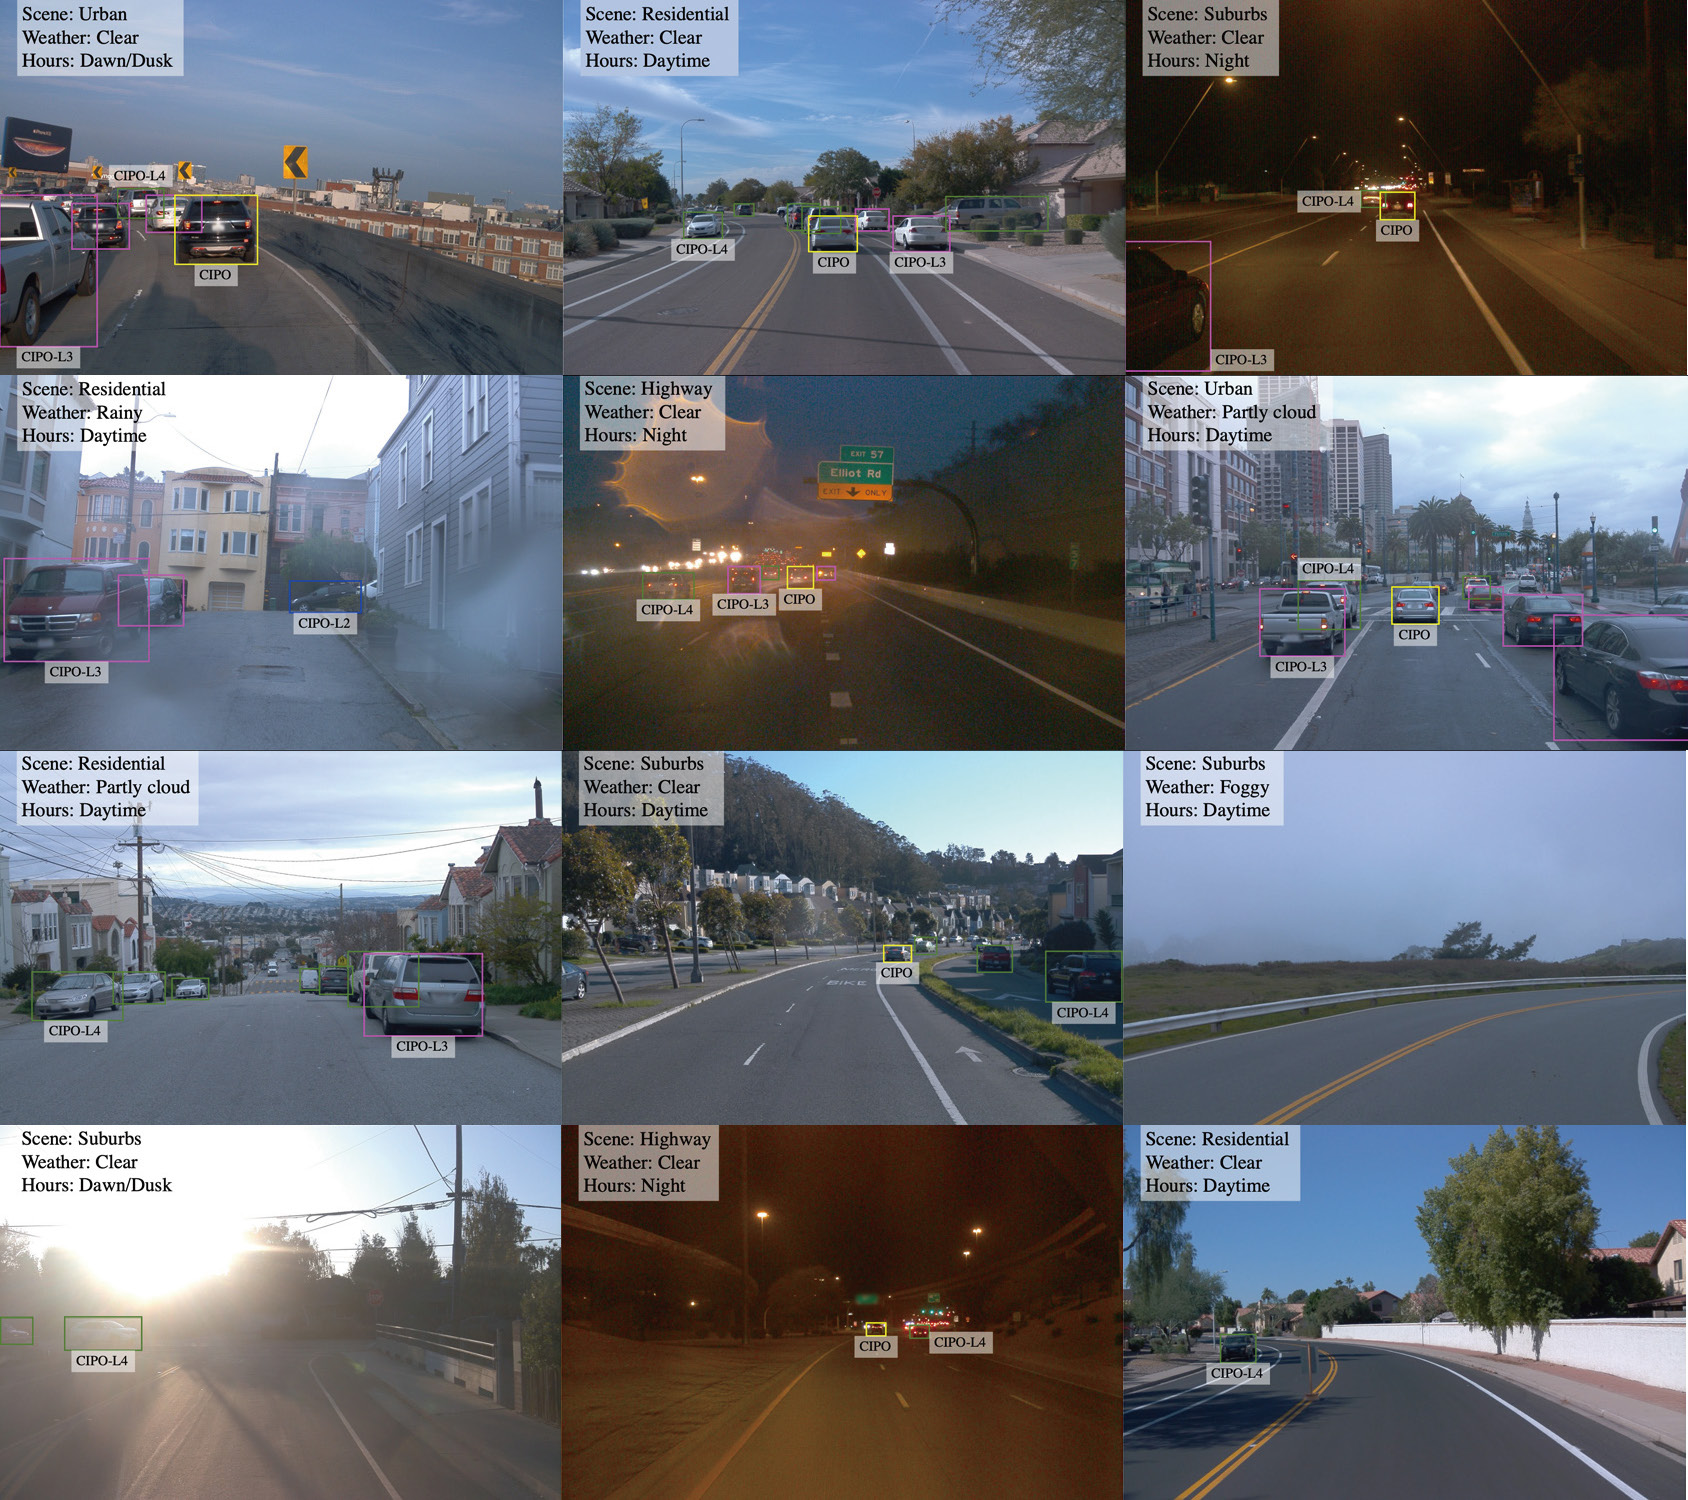 Scene: Urban
Weather: Clear
Hours: Dawn/Dusk
CIPO-L4
CIPO
CIPO-L3
Scene: Residential
Weather: Clear
Hours: Daytime
CIPO-L4
CIPO
CIPO-L3
Scene: Suburbs
Weather: Clear
Hours: Night
CIPO-L4
CIPO
CIPO-L3
Scene: Residential
Weather: Rainy
Hours: Daytime
CIPO-L2
CIPO-L3
Scene: Highway
Weather: Clear
Hours: Night
EXIT 57
Elliot Rd
EXIT ONLY
CIPO-L4
CIPO-L3
CIPO
Scene: Urban
Weather: Partly cloud
Hours: Daytime
CIPO-L4
CIPO
CIPO-L3
Scene: Residential
Weather: Partly cloud
Hours: Daytime
CIPO-L4
CIPO-L3
Scene: Suburbs
Weather: Clear
Hours: Daytime
CIPO
BIKE
CIPO-L4
Scene: Suburbs
Weather: Foggy
Hours: Daytime
Scene: Suburbs
Weather: Clear
Hours: Dawn/Dusk
CIPO-L4
Scene: Highway
Weather: Clear
Hours: Night
CIPO
CIPO-L4
Scene: Residential
Weather: Clear
Hours: Daytime
CIPO-L4